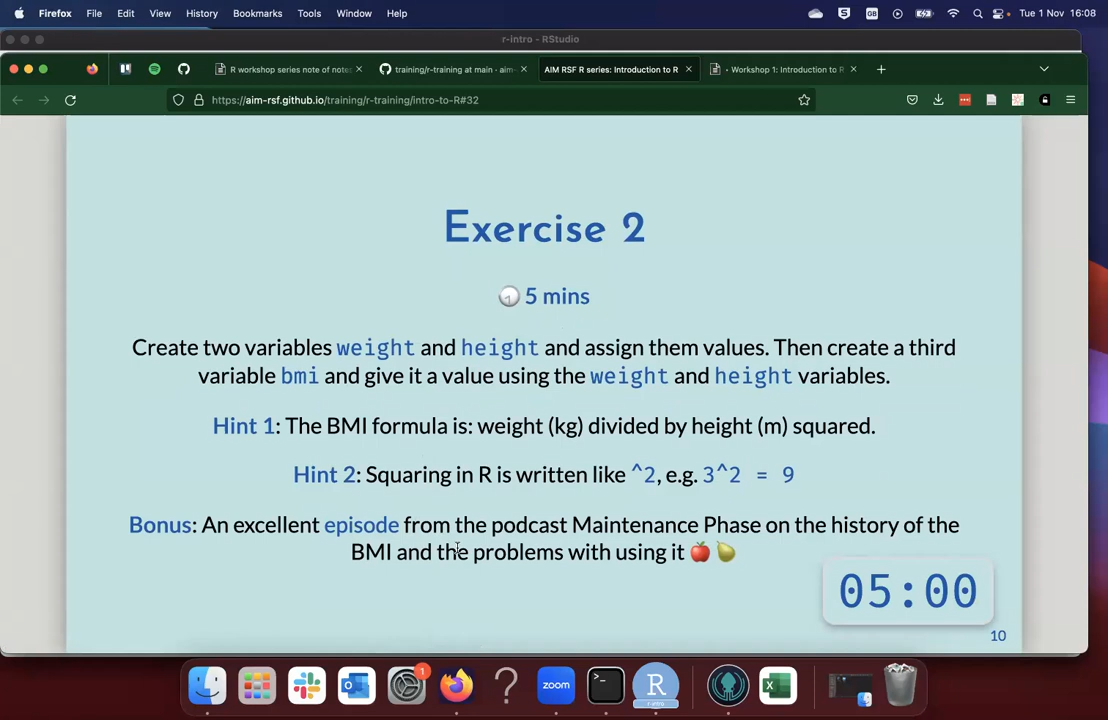 Firefox File Edit View History Bookmarks Tools Window Help GB Tue 1 Nov 16:08
r-intro - RStudio
R workshop series note of note training/r-training at main · aim- AIM RSF R series: Introduction to R Workshop 1: Introduction to R
https://aim-rsf.github.io/training/r-training/intro-to-R#32
Exercise 2
5 mins
Create two variables weight and height and assign them values. Then create a third
variable bmi and give it a value using the weight and height variables.
Hint 1: The BMI formula is: weight (kg) divided by height (m) squared.
Hint 2: Squaring in R is written like ^2, e.g. 3^2 = 9
Bonus: An excellent episode from the podcast Maintenance Phase on the history of the
BMI and the problems with using it
05:00
10
1
zoom
R
r-intro
X